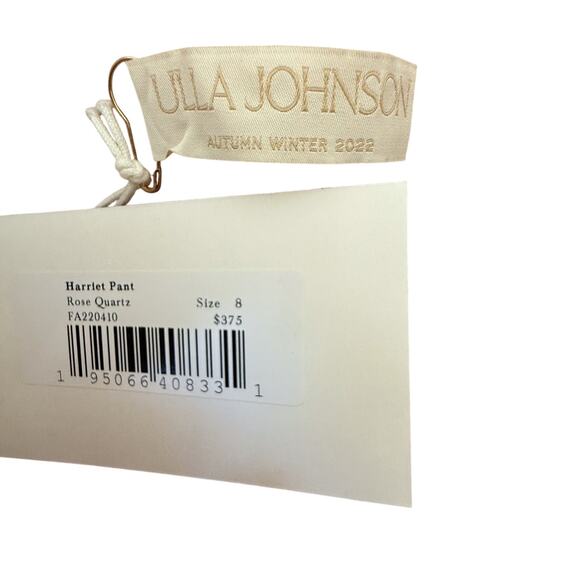 ULLA JOHNSON
AUTUMN WINTER 2022
Harriet Pant
Rose Quartz Size 8
FA220410 $375
1 95066 40833 1